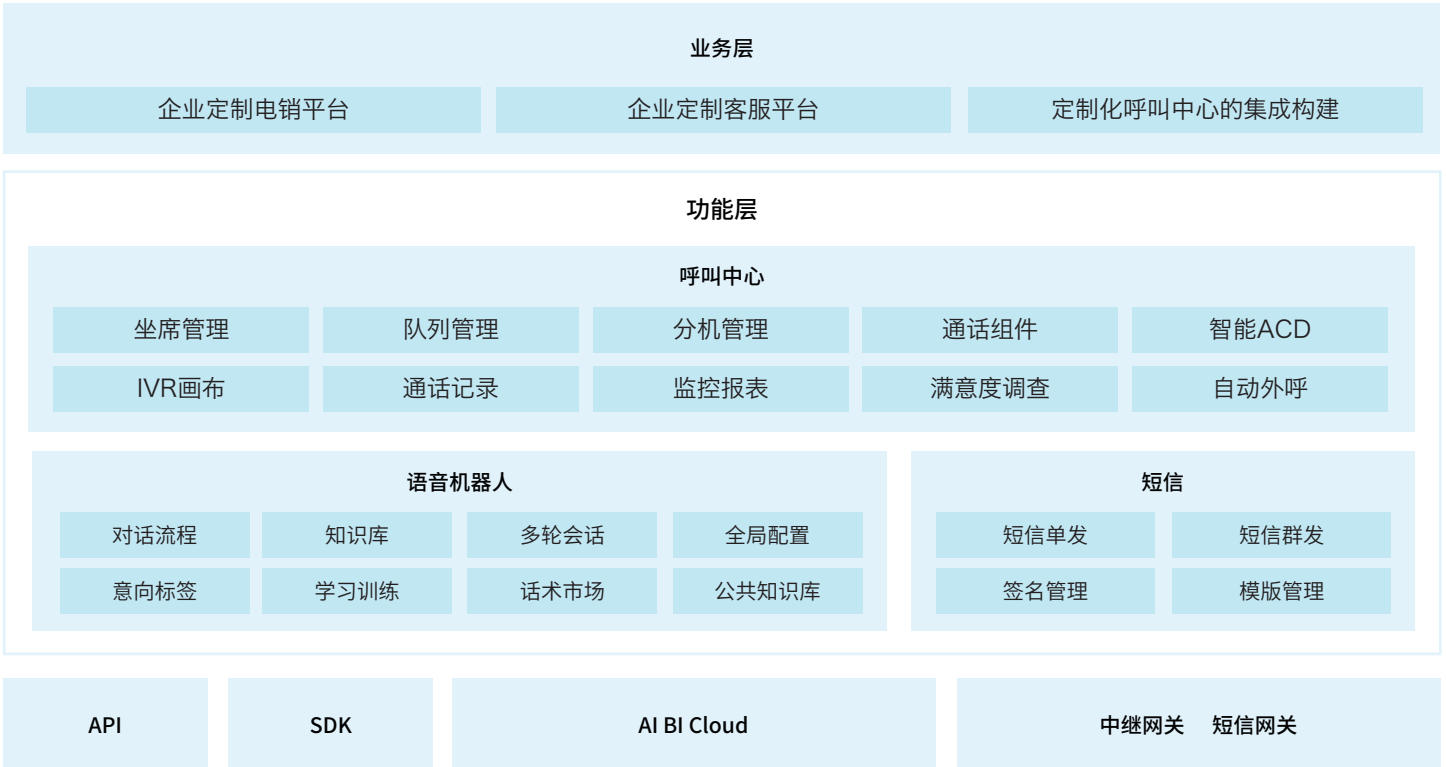 业务层
企业定制电销平台 企业定制客服平台 定制化呼叫中心的集成构建
功能层
呼叫中心
坐席管理 队列管理 分机管理 通话组件 智能ACD
IVR画布 通话记录 监控报表 满意度调查 自动外呼
语音机器人
对话流程 知识库 多轮会话 全局配置
意向标签 学习训练 话术市场 公共知识库
短信
短信单发 短信群发
签名管理 模版管理
API SDK AI BI Cloud 中继网关 短信网关